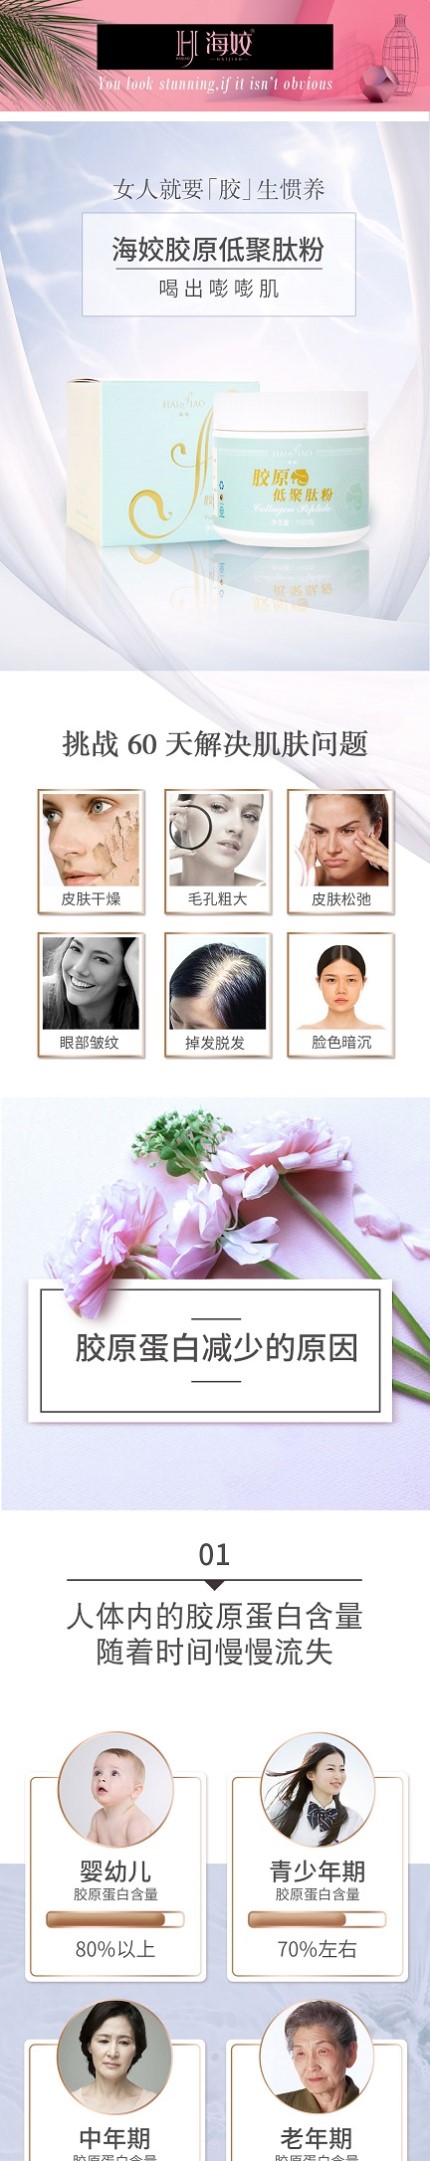 海姣
HAIJIAO
You look stunning,if it isn't obvious
女人就要「胶」生惯养
海姣胶原低聚肽粉
喝出嘭嘭肌
HAIJIAO
HAIJIAO
胶原
低聚肽粉
Collagen Peptide
挑战 60 天解决肌肤问题
皮肤干燥
毛孔粗大
皮肤松弛
眼部皱纹
掉发脱发
脸色暗沉
胶原蛋白减少的原因
01
人体内的胶原蛋白含量
随着时间慢慢流失
婴幼儿
胶原蛋白含量
80%以上
青少年期
胶原蛋白含量
70%左右
中年期
胶原蛋白含量
老年期
胶原蛋白含量